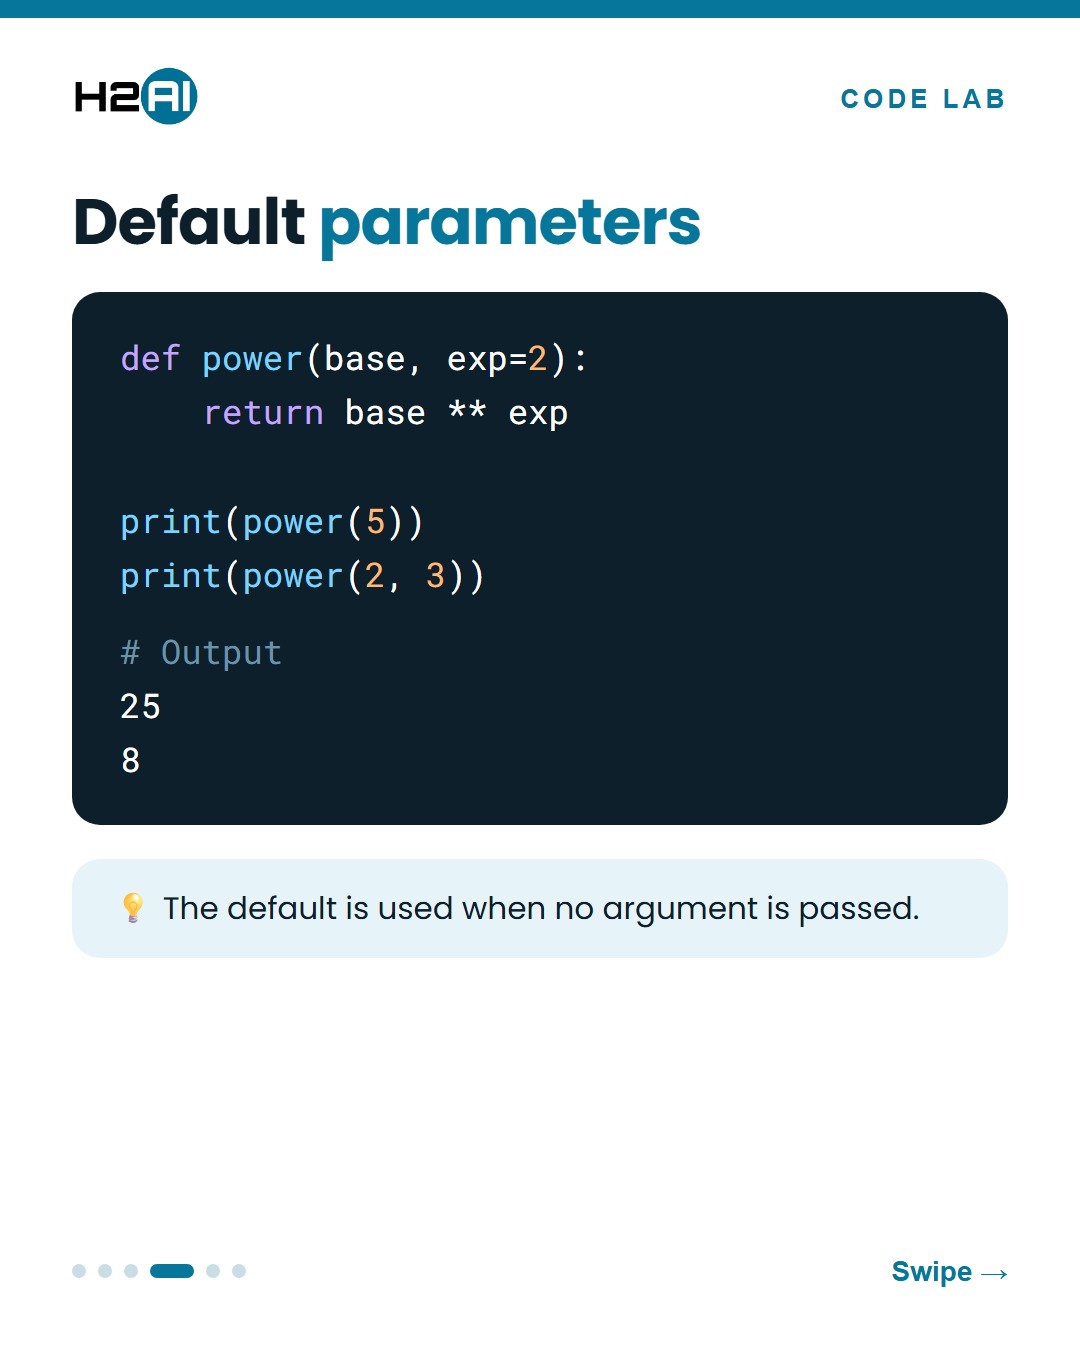 H2AI
CODE LAB
Default parameters
def power(base, exp=2):
    return base ** exp

print(power(5))
print(power(2, 3))
# Output
25
8
💡 The default is used when no argument is passed.
Swipe →